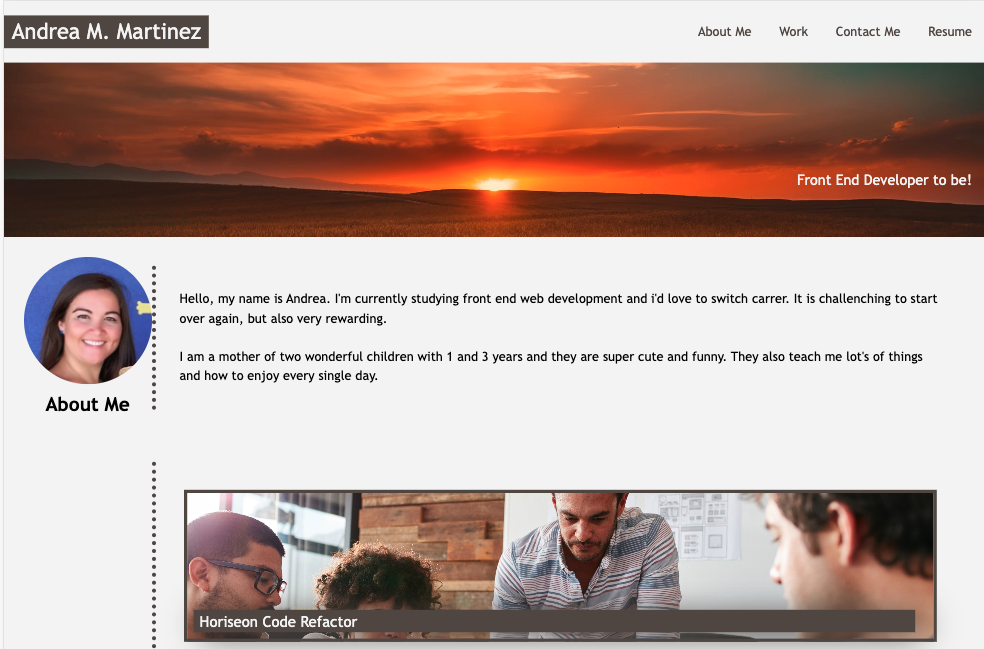 Andrea M. Martinez
About Me Work Contact Me Resume
Front End Developer to be!
Hello, my name is Andrea. I'm currently studying front end web development and i'd love to switch carrer. It is challenching to start
over again, but also very rewarding.
I am a mother of two wonderful children with 1 and 3 years and they are super cute and funny. They also teach me lot's of things
and how to enjoy every single day.
About Me
Horiseon Code Refactor